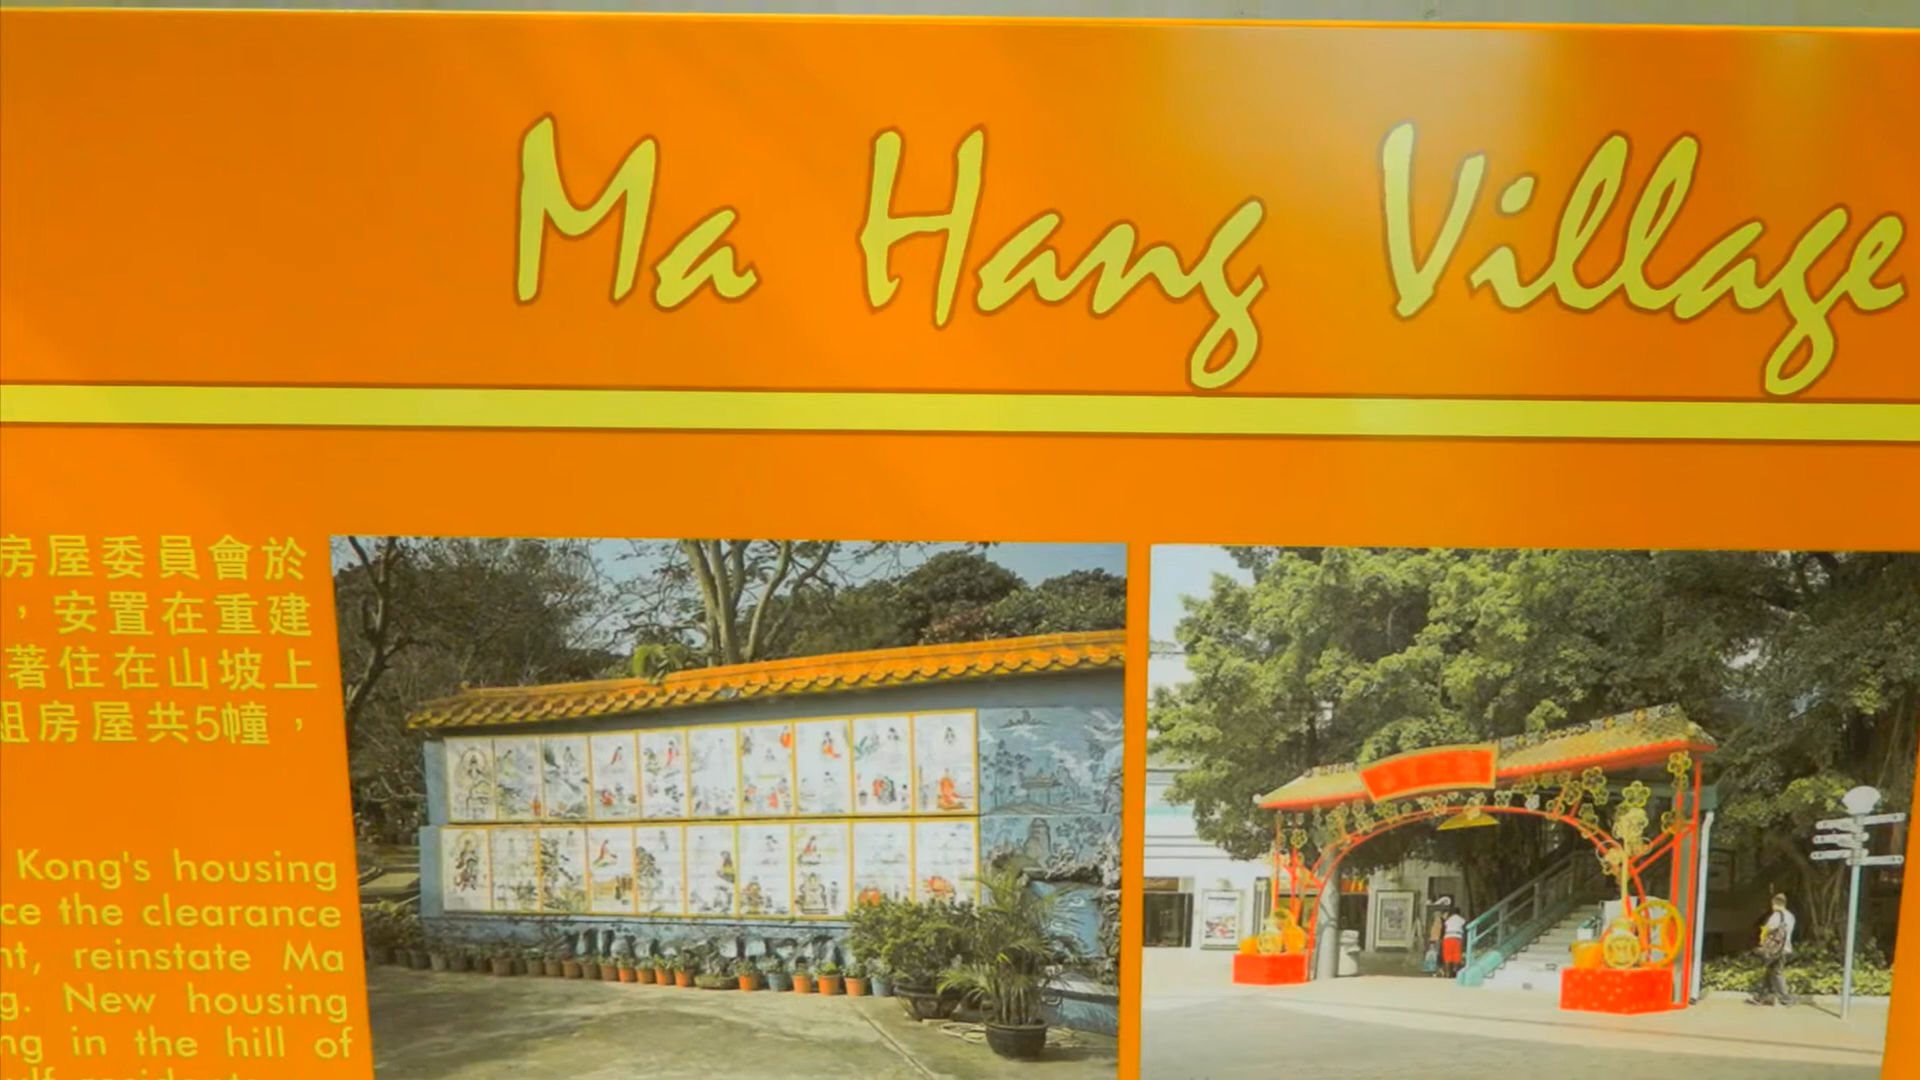 Ma Hang Village
房屋委員會於
，安置在重建
著住在山坡上
租房屋共5幢，
Kong's housing
ce the clearance
nt, reinstate Ma
g. New housing
ng in the hill of